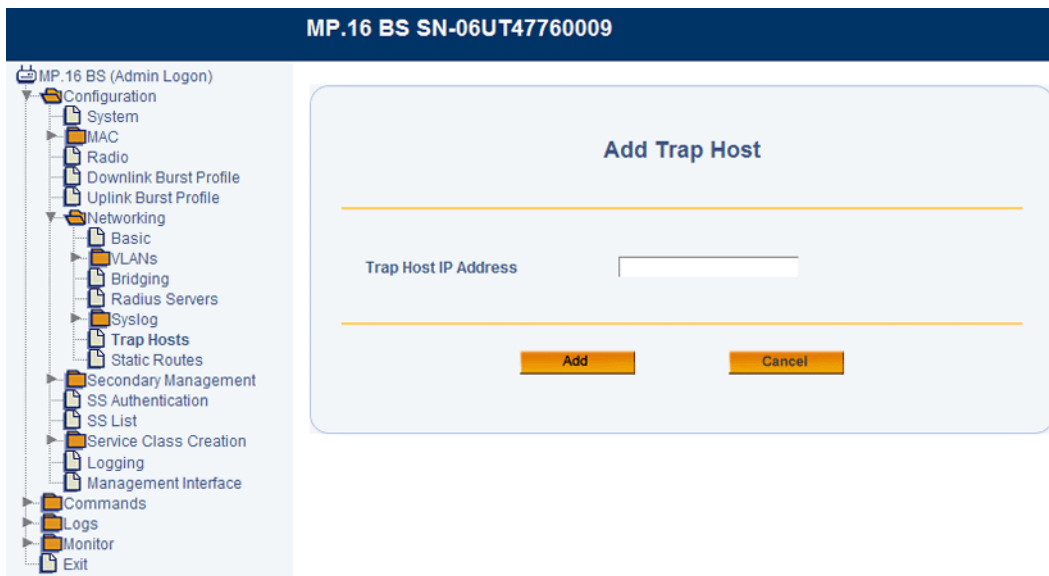 MP.16 BS SN-06UT47760009
MP.16 BS (Admin Logon)
Configuration
System
MAC
Radio
Downlink Burst Profile
Uplink Burst Profile
Networking
Basic
VLANs
Bridging
Radius Servers
Syslog
Trap Hosts
Static Routes
Secondary Management
SS Authentication
SS List
Service Class Creation
Logging
Management Interface
Commands
Logs
Monitor
Exit
Add Trap Host
Trap Host IP Address
Add
Cancel